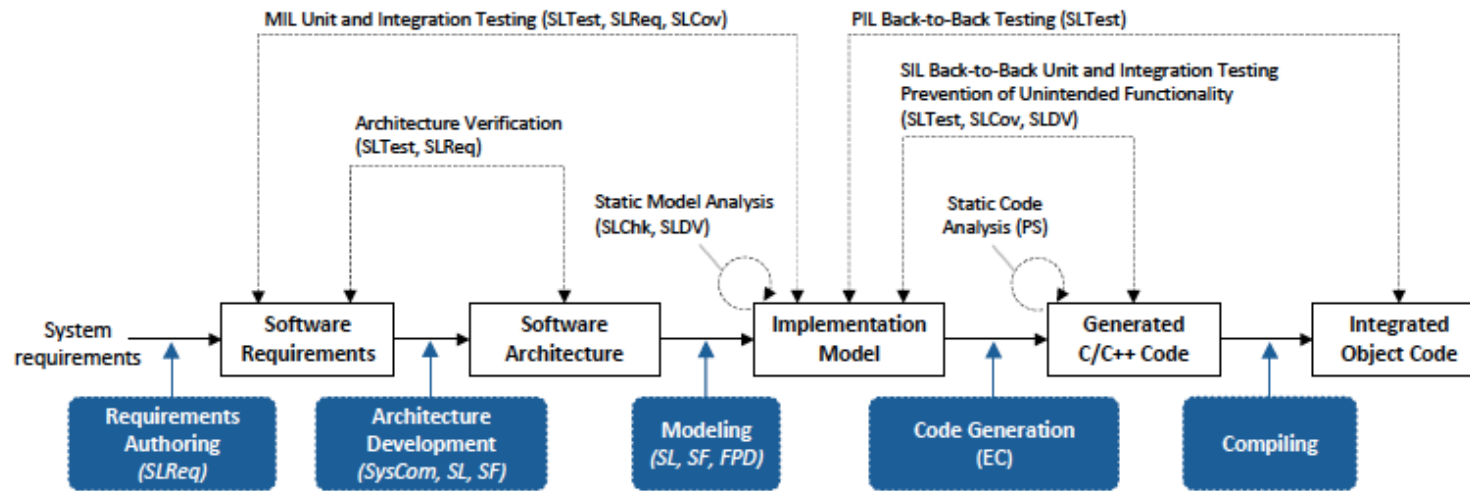 MIL Unit and Integration Testing (SLTest, SLReq, SLCov)
PIL Back-to-Back Testing (SLTest)
SIL Back-to-Back Unit and Integration Testing
Prevention of Unintended Functionality
(SLTest, SLCov, SLDV)
Architecture Verification
(SLTest, SLReq)
Static Model Analysis
(SLChk, SLDV)
Static Code
Analysis (PS)
System
requirements
Software
Requirements
Software
Architecture
Implementation
Model
Generated
C/C++ Code
Integrated
Object Code
Requirements
Authoring
(SLReq)
Architecture
Development
(SysCom, SL, SF)
Modeling
(SL, SF, FPD)
Code Generation
(EC)
Compiling